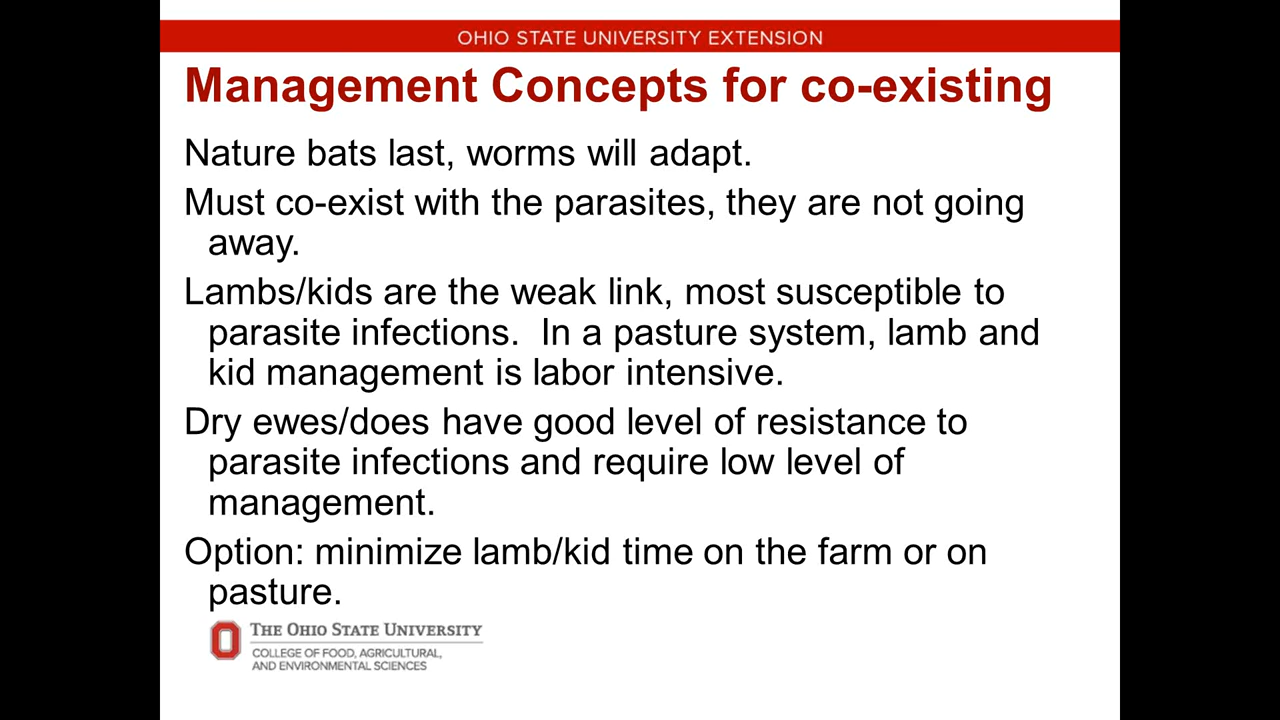 OHIO STATE UNIVERSITY EXTENSION
Management Concepts for co-existing
Nature bats last, worms will adapt.
Must co-exist with the parasites, they are not going
away.
Lambs/kids are the weak link, most susceptible to
parasite infections.  In a pasture system, lamb and
kid management is labor intensive.
Dry ewes/does have good level of resistance to
parasite infections and require low level of
management.
Option: minimize lamb/kid time on the farm or on
pasture.
THE OHIO STATE UNIVERSITY
COLLEGE OF FOOD, AGRICULTURAL,
AND ENVIRONMENTAL SCIENCES